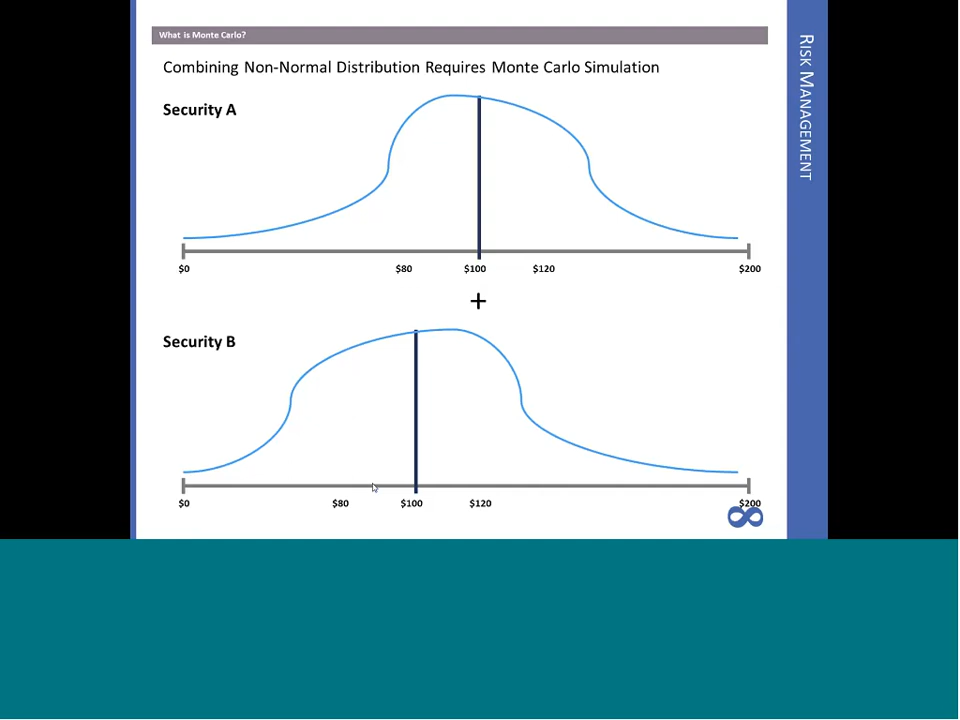 What is Monte Carlo?
RISK MANAGEMENT
Combining Non-Normal Distribution Requires Monte Carlo Simulation
Security A
$0 $80 $100 $120 $200
+
Security B
$0 $80 $100 $120 $200
8